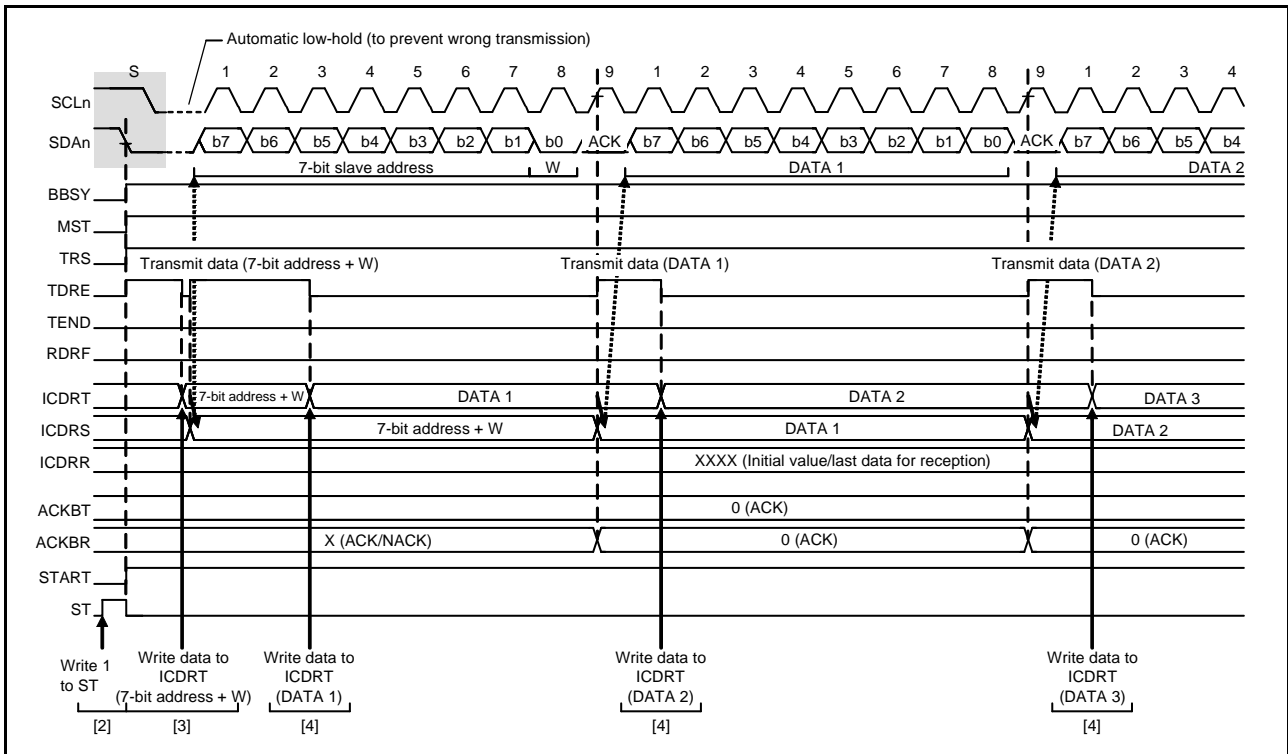 Automatic low-hold (to prevent wrong transmission)
S 1 2 3 4 5 6 7 8 9 1 2 3 4 5 6 7 8 9 1 2 3 4
SCLn
SDAn b7 b6 b5 b4 b3 b2 b1 b0 ACK b7 b6 b5 b4 b3 b2 b1 b0 ACK b7 b6 b5 b4
7-bit slave address W DATA 1 DATA 2
BBSY
MST
TRS
Transmit data (7-bit address + W) Transmit data (DATA 1) Transmit data (DATA 2)
TDRE
TEND
RDRF
ICDRT 7-bit address + W DATA 1 DATA 2 DATA 3
ICDRS 7-bit address + W DATA 1 DATA 2
ICDRR XXXX (Initial value/last data for reception)
ACKBT 0 (ACK)
ACKBR X (ACK/NACK) 0 (ACK) 0 (ACK)
START
ST
Write 1
to ST
[2]
Write data to
ICDRT
(7-bit address + W)
[3]
Write data to
ICDRT
(DATA 1)
[4]
Write data to
ICDRT
(DATA 2)
[4]
Write data to
ICDRT
(DATA 3)
[4]